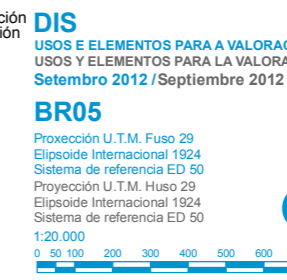 ción
ión
DIS
USOS E ELEMENTOS PARA A
USOS Y ELEMENTOS PARA LA
Setembro 2012 / Septiembre 2012
BR05
Proxección U.T.M. Fuso 29
Elipsoide Internacional 1924
Sistema de referencia ED 50
Proyección U.T.M. Huso 29
Elipsoide Internacional 1924
Sistema de referencia ED 50
1:20.000
0 50 100 200 300 400 500 600